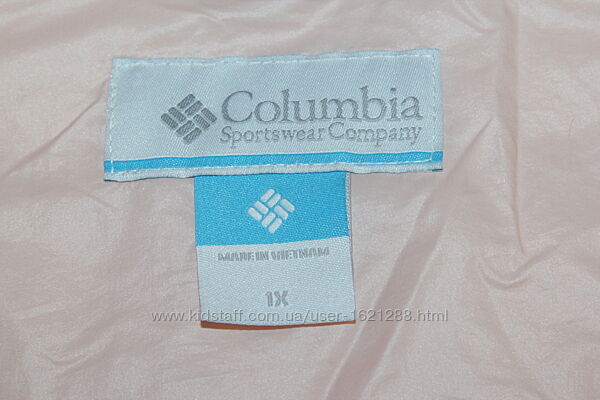 Columbia
Sportswear Company
MADE IN VIETNAM
1X
www.kidstaff.com.ua/user-1621288.html